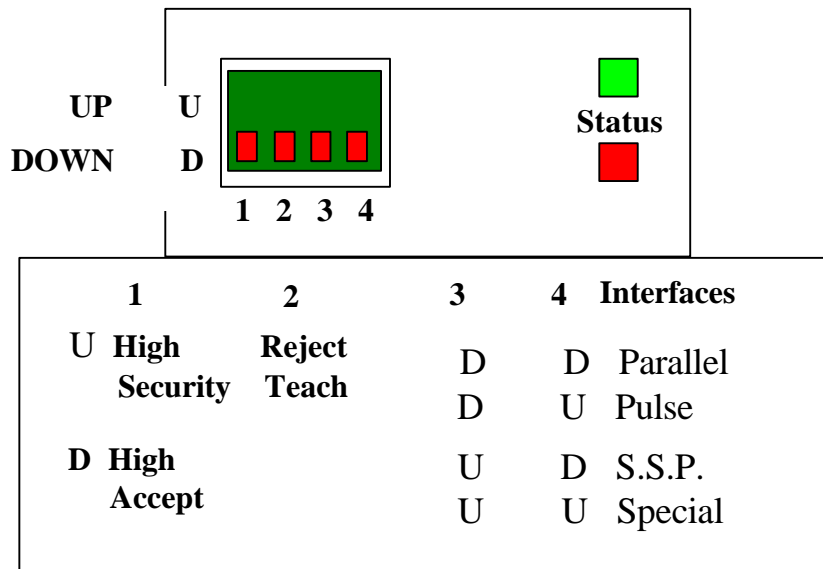 UP U
Status
DOWN D
1 2 3 4
1 2 3 4 Interfaces
U High Reject D D Parallel
Security Teach
D U Pulse
D High U D S.S.P.
Accept
U U Special